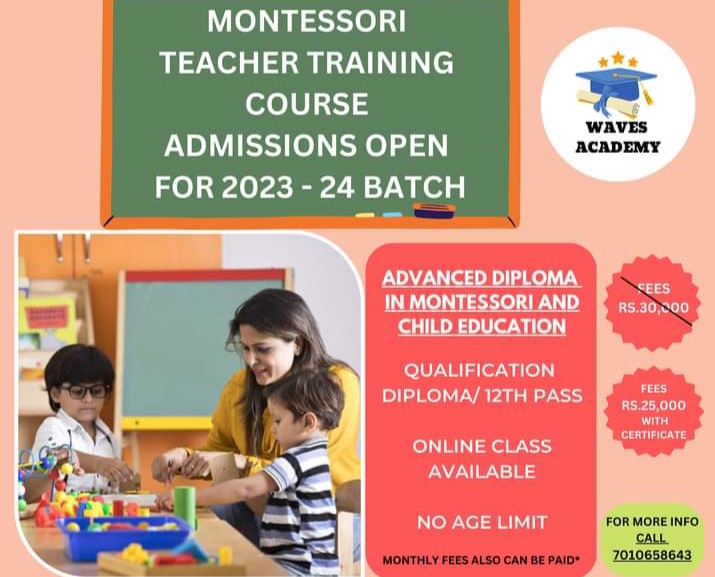 MONTESSORI
TEACHER TRAINING
COURSE
ADMISSIONS OPEN
FOR 2023 - 24 BATCH
WAVES
ACADEMY
ADVANCED DIPLOMA
IN MONTESSORI AND
CHILD EDUCATION
QUALIFICATION
DIPLOMA/ 12TH PASS
ONLINE CLASS
AVAILABLE
NO AGE LIMIT
MONTHLY FEES ALSO CAN BE PAID*
FEES
RS.30,000
FEES
RS.25,000
WITH
CERTIFICATE
FOR MORE INFO
CALL
7010658643